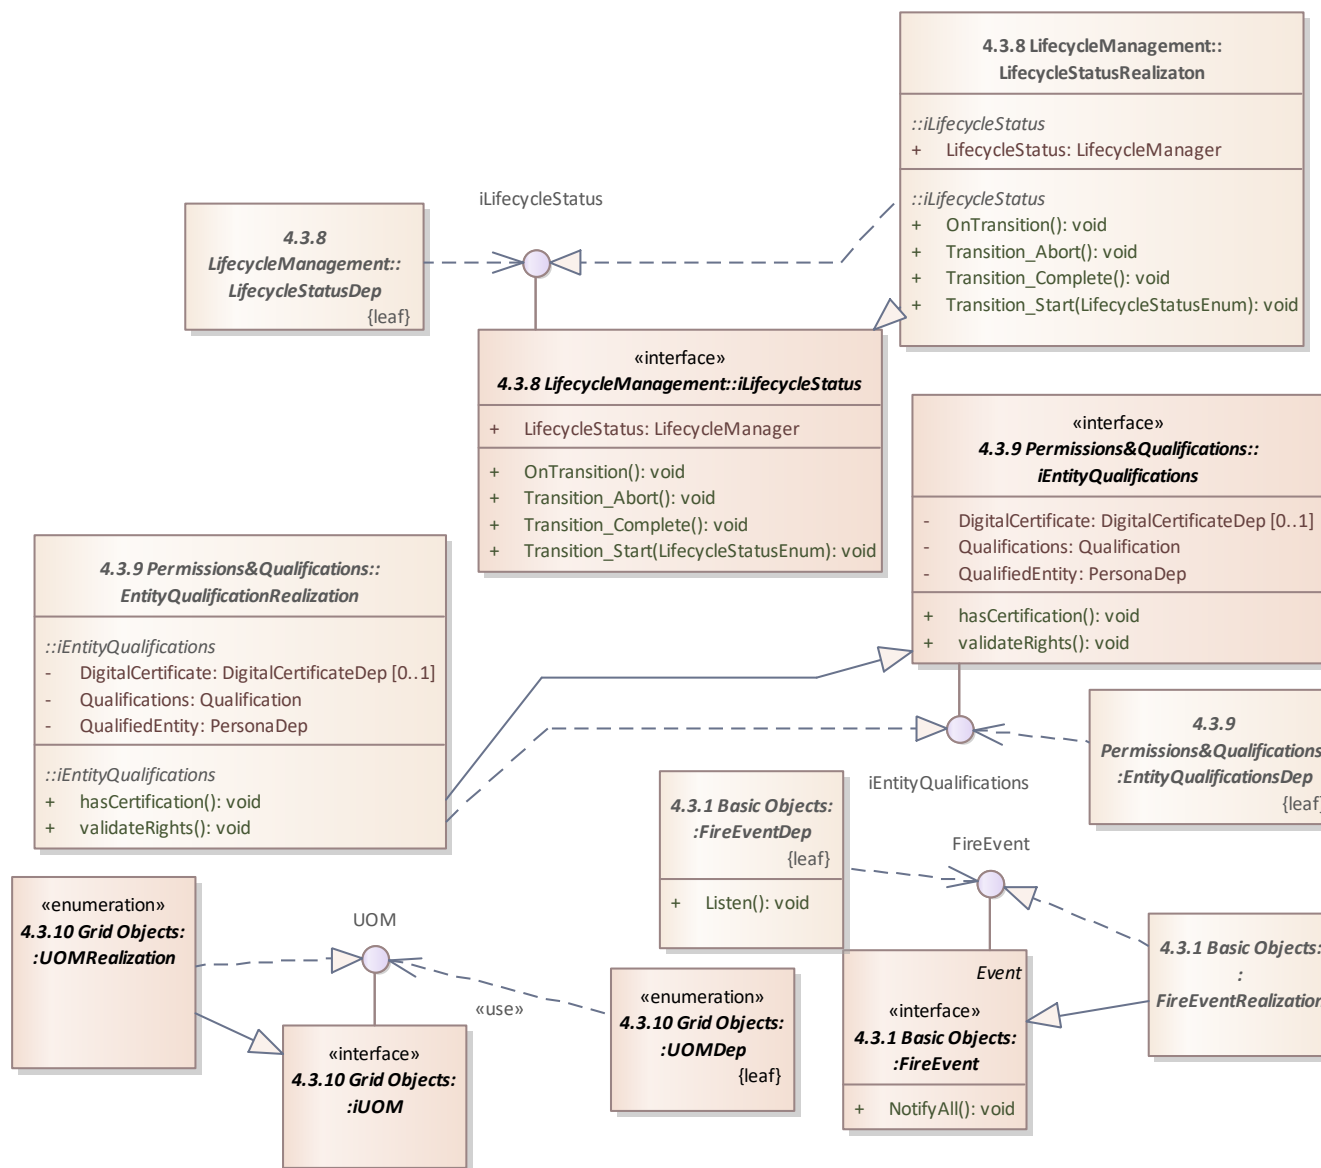 4.3.8 LifecycleManagement::
LifecycleStatusRealizaton
::iLifecycleStatus
+ LifecycleStatus: LifecycleManager
::iLifecycleStatus
+ OnTransition(): void
+ Transition_Abort(): void
+ Transition_Complete(): void
+ Transition_Start(LifecycleStatusEnum): void
iLifecycleStatus
4.3.8
LifecycleManagement::
LifecycleStatusDep
{leaf}
«interface»
4.3.8 LifecycleManagement::iLifecycleStatus
+ LifecycleStatus: LifecycleManager
+ OnTransition(): void
+ Transition_Abort(): void
+ Transition_Complete(): void
+ Transition_Start(LifecycleStatusEnum): void
«interface»
4.3.9 Permissions&Qualifications::
iEntityQualifications
- DigitalCertificate: DigitalCertificateDep [0..1]
- Qualifications: Qualification
- QualifiedEntity: PersonaDep
+ hasCertification(): void
+ validateRights(): void
4.3.9 Permissions&Qualifications::
EntityQualificationRealization
::iEntityQualifications
- DigitalCertificate: DigitalCertificateDep [0..1]
- Qualifications: Qualification
- QualifiedEntity: PersonaDep
::iEntityQualifications
+ hasCertification(): void
+ validateRights(): void
4.3.9
Permissions&Qualifications
:EntityQualificationsDep
{leaf}
iEntityQualifications
4.3.1 Basic Objects:
:FireEventDep
{leaf}
+ Listen(): void
FireEvent
Event
«interface»
4.3.1 Basic Objects:
:FireEvent
+ NotifyAll(): void
4.3.1 Basic Objects:
:
FireEventRealization
«enumeration»
4.3.10 Grid Objects:
:UOMRealization
UOM
«use»
«enumeration»
4.3.10 Grid Objects:
:UOMDep
{leaf}
«interface»
4.3.10 Grid Objects:
:iUOM